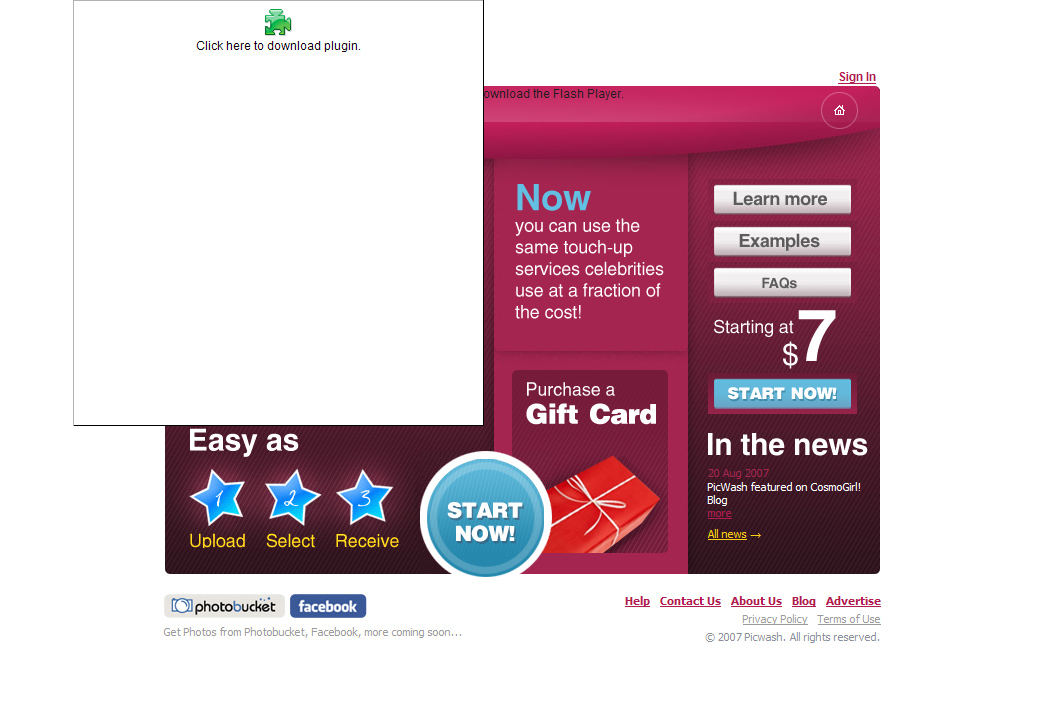 Click here to download plugin.
Sign In
ownload the Flash Player.
Now
you can use the
same touch-up
services celebrities
use at a fraction of
the cost!
Learn more
Examples
FAQs
Starting at
$7
START NOW!
Purchase a
Gift Card
In the news
20 Aug 2007
PicWash featured on CosmoGirl!
Blog
more
All news →
Easy as
1 2 3
Upload Select Receive
START
NOW!
photobucket facebook
Get Photos from Photobucket, Facebook, more coming soon...
Help Contact Us About Us Blog Advertise
Privacy Policy Terms of Use
© 2007 Picwash. All rights reserved.